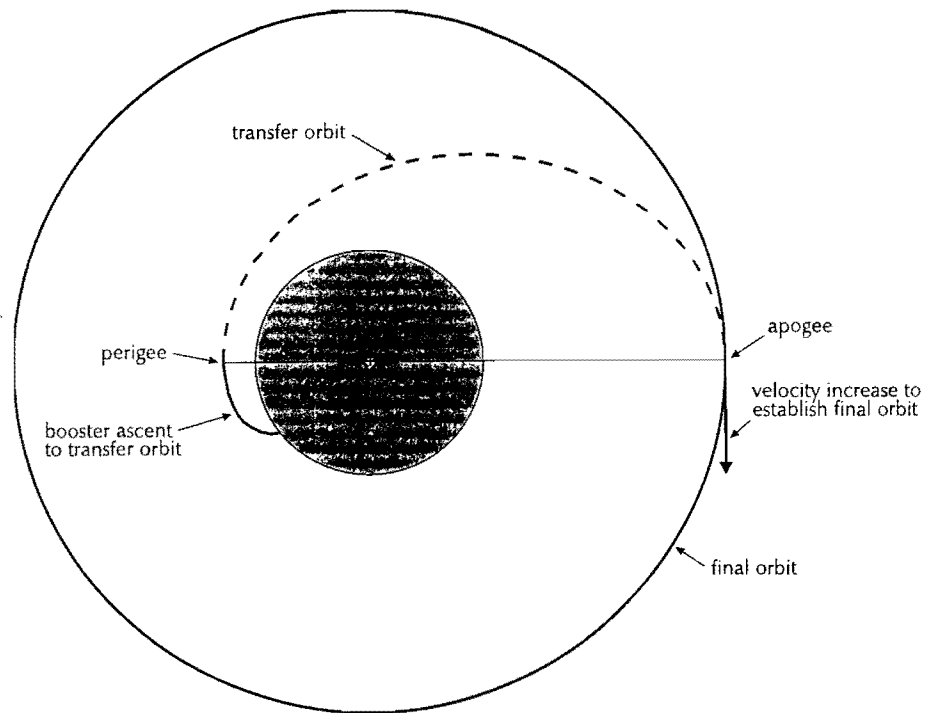 transfer orbit
apogee
perigee
velocity increase to
establish final orbit
booster ascent
to transfer orbit
final orbit